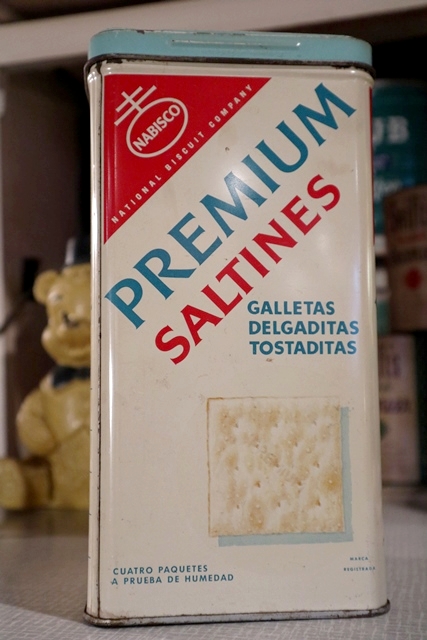 NABISCO
NATIONAL BISCUIT COMPANY
PREMIUM
SALTINES
GALLETAS
DELGADITAS
TOSTADITAS
CUATRO PAQUETES
A PRUEBA DE HUMEDAD
MARCA
REGISTRADA